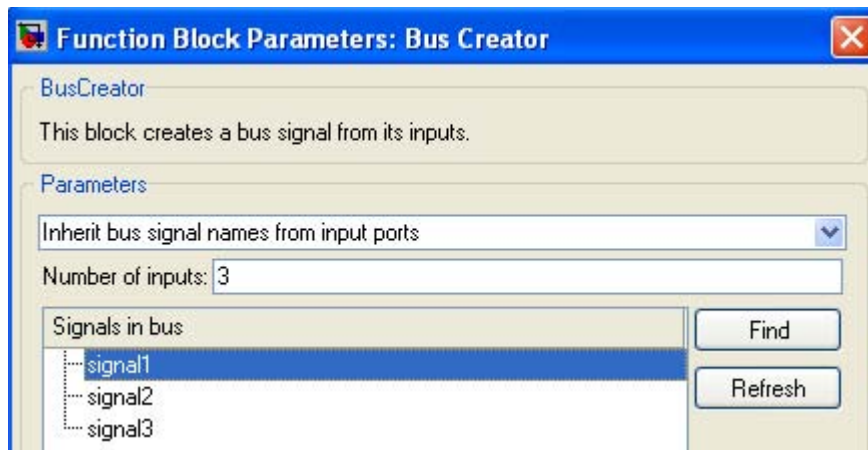 Function Block Parameters: Bus Creator
BusCreator
This block creates a bus signal from its inputs.
Parameters
Inherit bus signal names from input ports
Number of inputs: 3
Signals in bus
Find
signal1
Refresh
signal2
signal3